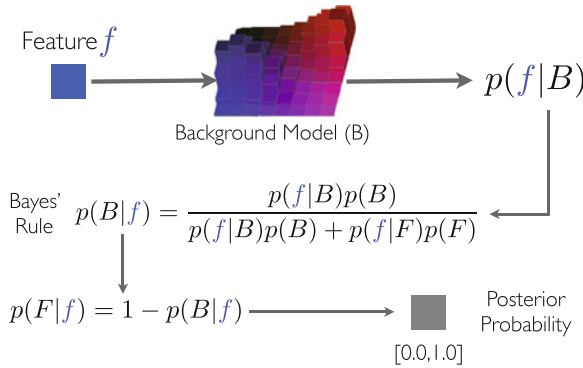 Feature f
Background Model (B)
p(f|B)
Bayes'
Rule
p(B|f) = p(f|B)p(B) / p(f|B)p(B) + p(f|F)p(F)
p(F|f) = 1 − p(B|f)
Posterior
Probability
[0.0,1.0]